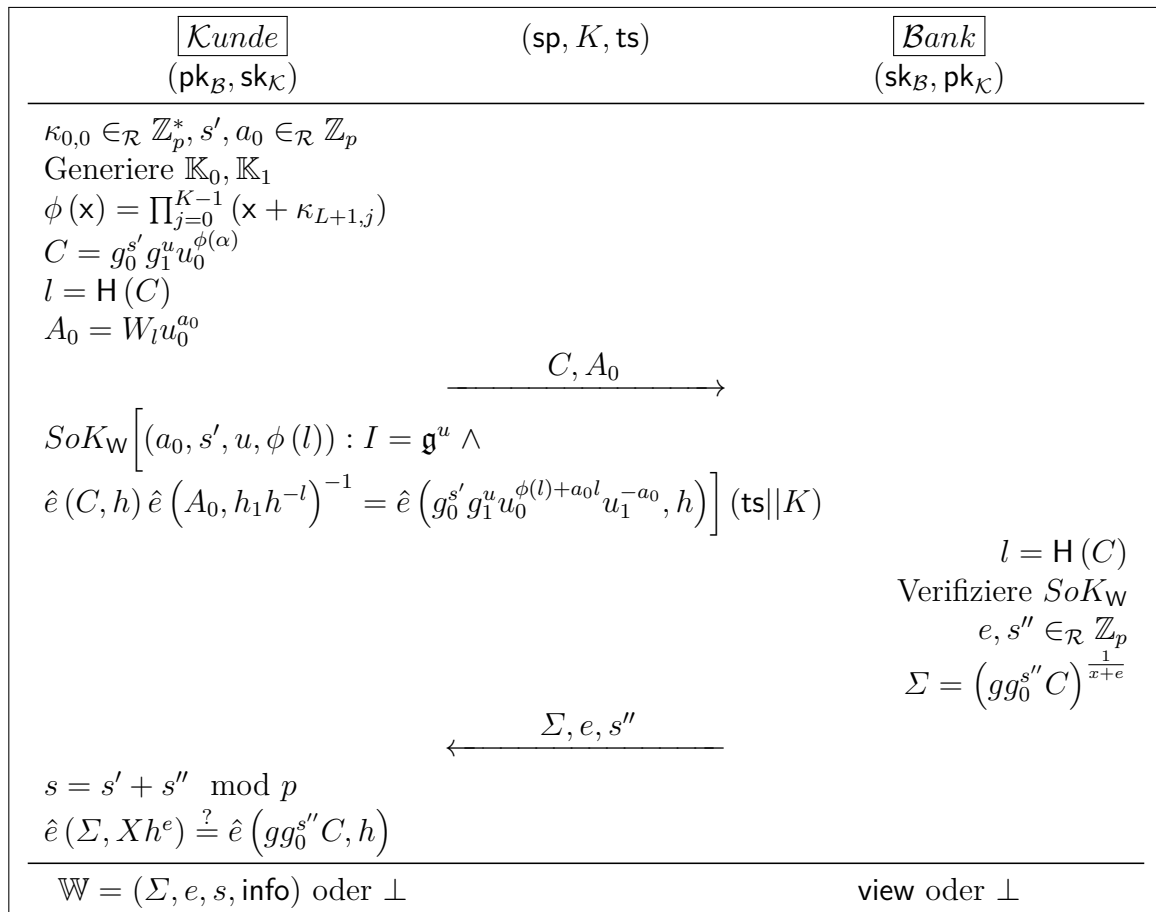 𝒦unde (sp, K, ts) ℬank
(pk_ℬ, sk_𝒦) (sk_ℬ, pk_𝒦)
κ_{0,0} ∈_ℛ ℤ_p^*, s′, a_0 ∈_ℛ ℤ_p
Generiere 𝕂_0, 𝕂_1
ϕ (x) = ∏_{j=0}^{K−1} (x + κ_{L+1,j})
C = g_0^{s′} g_1^u u_0^{ϕ(α)}
l = H (C)
A_0 = W_l u_0^{a_0}
C, A_0
SoK_W[(a_0, s′, u, ϕ (l)) : I = 𝔤^u ∧
ê (C, h) ê (A_0, h_1 h^{−l})^{−1} = ê (g_0^{s′} g_1^u u_0^{ϕ(l)+a_0 l} u_1^{−a_0}, h)] (ts||K)
l = H (C)
Verifiziere SoK_W
e, s″ ∈_ℛ ℤ_p
Σ = (g g_0^{s″} C)^{\frac{1}{x+e}}
Σ, e, s″
s = s′ + s″ mod p
ê (Σ, Xh^e) ≟ ê (g g_0^{s″} C, h)
𝕎 = (Σ, e, s, info) oder ⊥ view oder ⊥